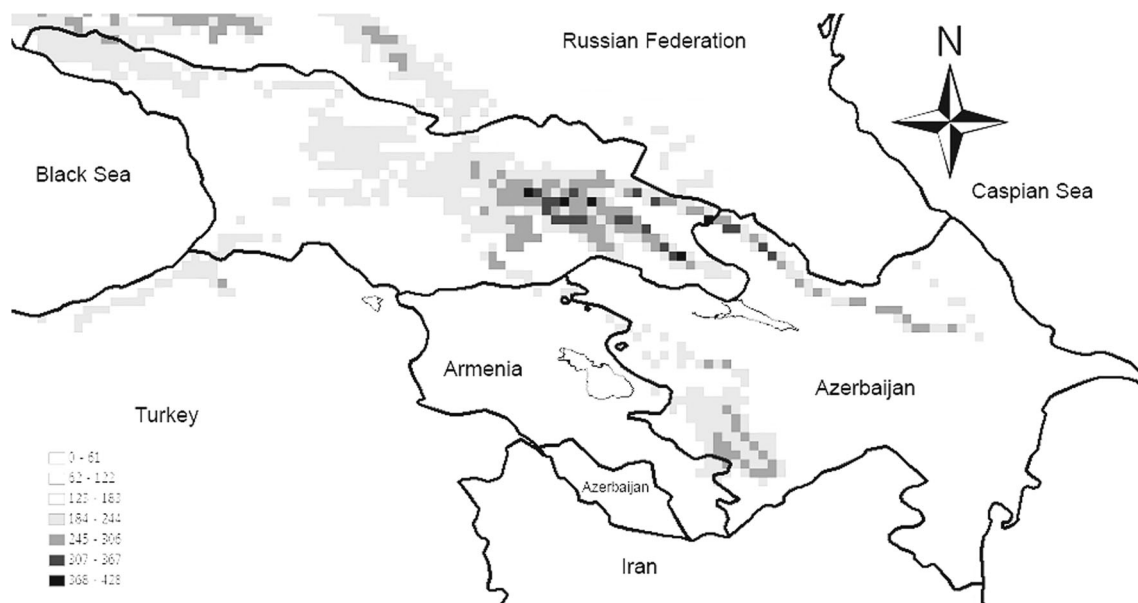 Russian Federation
N
Black Sea
Caspian Sea
Armenia
Azerbaijan
Turkey
Azerbaijan
Iran
0 - 61
62 - 122
123 - 183
184 - 244
245 - 306
307 - 367
368 - 428